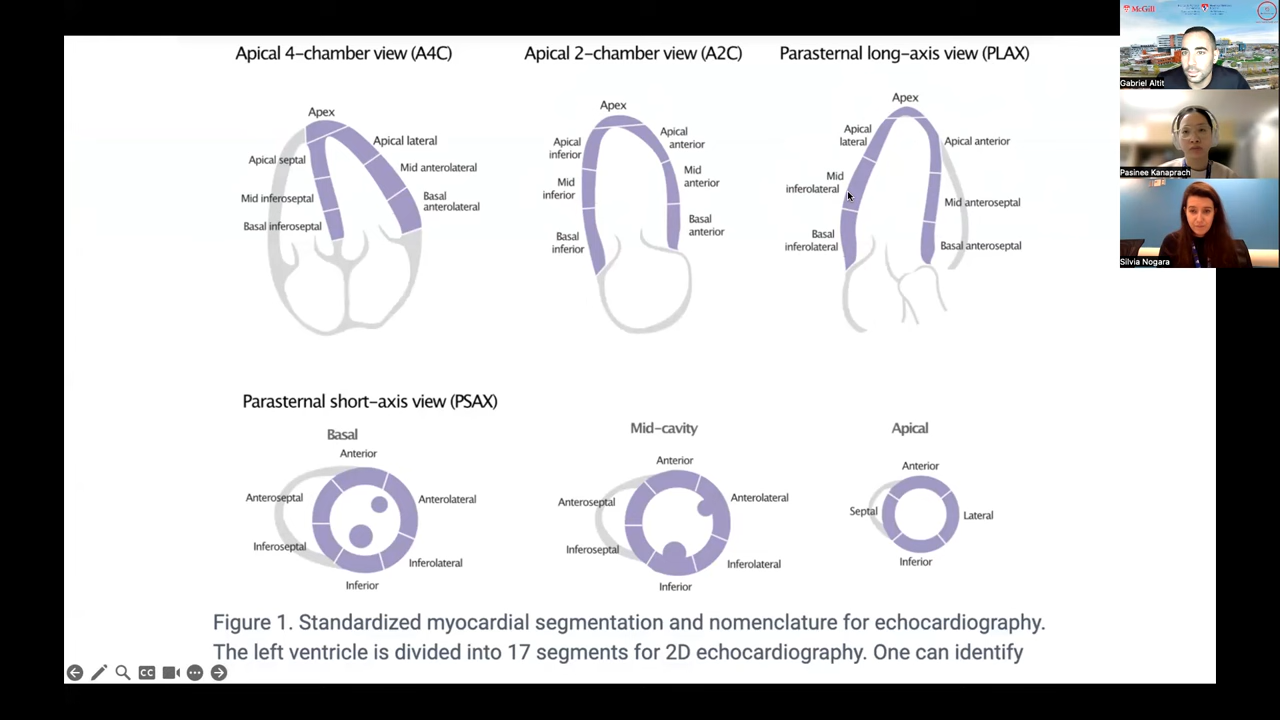 Apical 4-chamber view (A4C)
Apical 2-chamber view (A2C)
Parasternal long-axis view (PLAX)
Apex
Apical lateral
Apical septal
Mid anterolateral
Mid inferoseptal
Basal
anterolateral
Basal inferoseptal
Apex
Apical
inferior
Apical
anterior
Mid
inferior
Mid
anterior
Basal
inferior
Basal
anterior
Apex
Apical
lateral
Apical anterior
Mid
inferolateral
Mid anteroseptal
Basal
inferolateral
Basal anteroseptal
Parasternal short-axis view (PSAX)
Basal
Anterior
Anteroseptal
Anterolateral
Inferoseptal
Inferolateral
Inferior
Mid-cavity
Anterior
Anteroseptal
Anterolateral
Inferoseptal
Inferolateral
Inferior
Apical
Anterior
Septal
Lateral
Inferior
Figure 1. Standardized myocardial segmentation and nomenclature for echocardiography.
The left ventricle is divided into 17 segments for 2D echocardiography. One can identify
CC
McGill
Gabriel Altit
Pasinee Kanaprach
Silvia Nogara